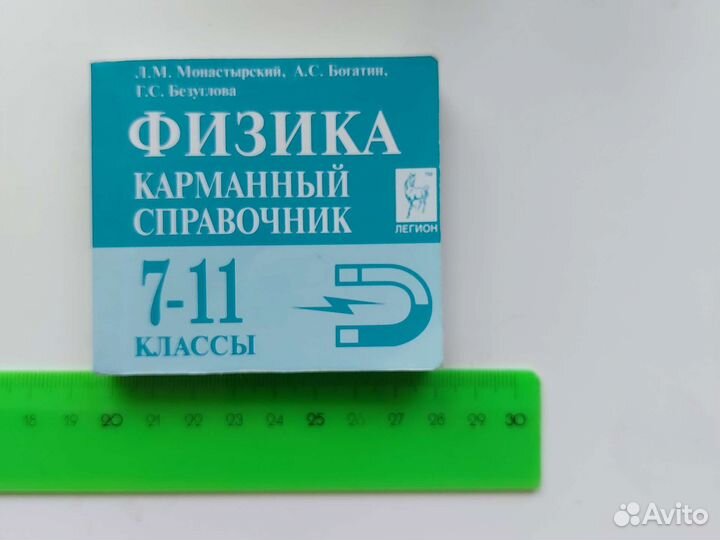 Л.М. Монастырский, А.С. Богатин,
Г.С. Безуглова
ФИЗИКА
КАРМАННЫЙ
СПРАВОЧНИК
TM
ЛЕГИОН
7-11
КЛАССЫ
18 19 20 21 22 23 24 25 26 27 28 29 30
Avito